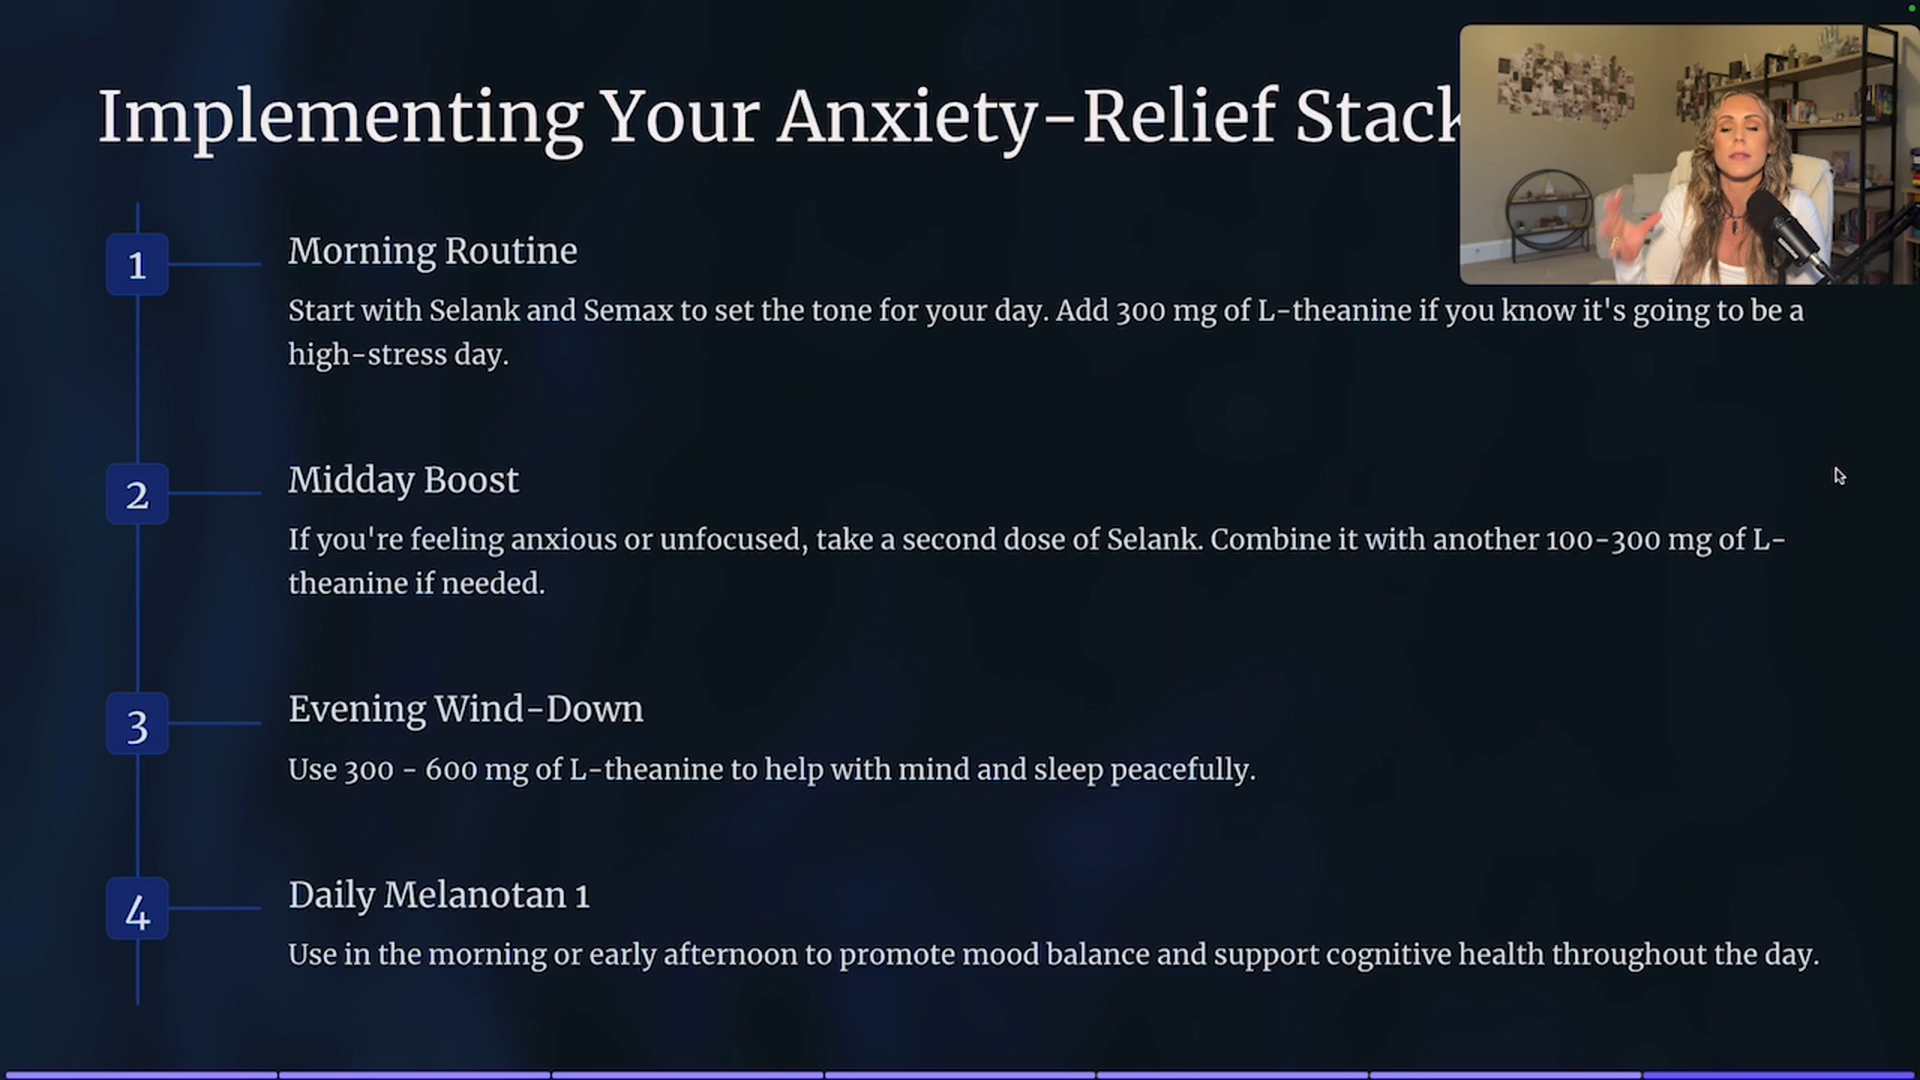 Implementing Your Anxiety-Relief Stack
1
Morning Routine
Start with Selank and Semax to set the tone for your day. Add 300 mg of L-theanine if you know it's going to be a
high-stress day.
2
Midday Boost
If you're feeling anxious or unfocused, take a second dose of Selank. Combine it with another 100-300 mg of L-
theanine if needed.
3
Evening Wind-Down
Use 300 - 600 mg of L-theanine to help with mind and sleep peacefully.
4
Daily Melanotan 1
Use in the morning or early afternoon to promote mood balance and support cognitive health throughout the day.